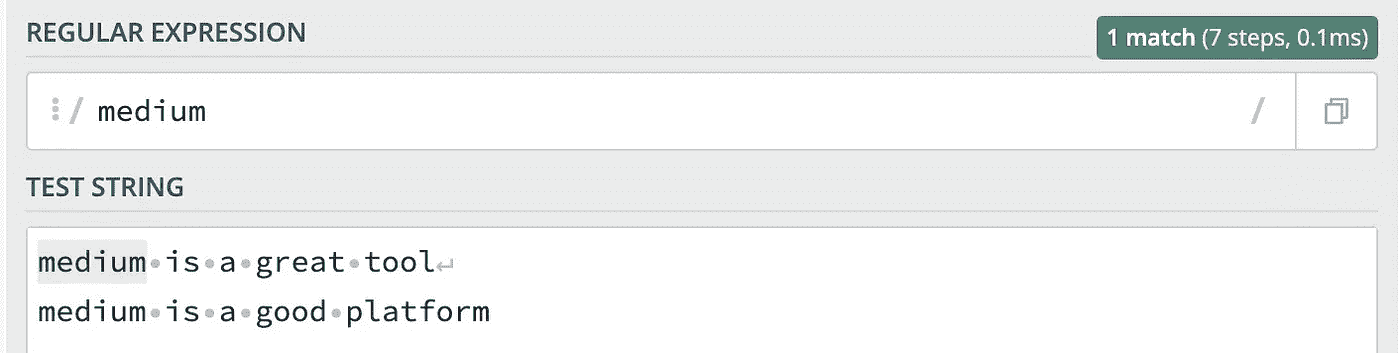 REGULAR EXPRESSION
1 match (7 steps, 0.1ms)
/ medium /
TEST STRING
medium·is·a·great·tool↵
medium·is·a·good·platform